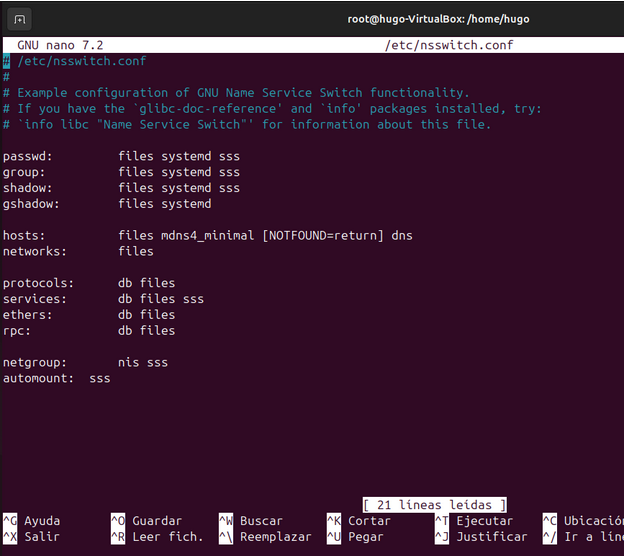 root@hugo-VirtualBox: /home/hugo
GNU nano 7.2 /etc/nsswitch.conf
# /etc/nsswitch.conf
#
# Example configuration of GNU Name Service Switch functionality.
# If you have the `glibc-doc-reference' and `info' packages installed, try:
# `info libc "Name Service Switch"' for information about this file.
passwd: files systemd sss
group: files systemd sss
shadow: files systemd sss
gshadow: files systemd
hosts: files mdns4_minimal [NOTFOUND=return] dns
networks: files
protocols: db files
services: db files sss
ethers: db files
rpc: db files
netgroup: nis sss
automount: sss
[ 21 líneas leídas ]
^G Ayuda ^O Guardar ^W Buscar ^K Cortar ^T Ejecutar ^C Ubicación
^X Salir ^R Leer fich. ^\ Reemplazar ^U Pegar ^J Justificar ^/ Ir a líne